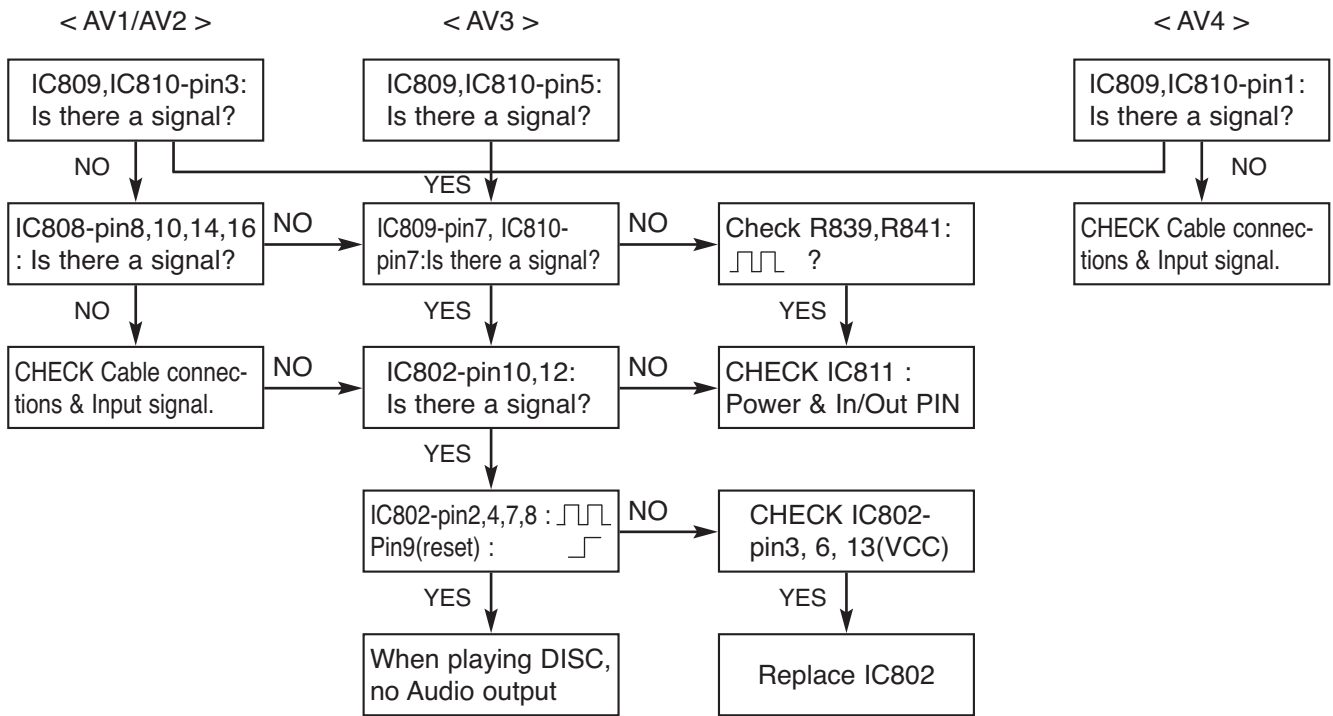 < AV1/AV2 >
< AV3 >
< AV4 >
IC809,IC810-pin3:
Is there a signal?
IC809,IC810-pin5:
Is there a signal?
IC809,IC810-pin1:
Is there a signal?
NO
YES
NO
IC808-pin8,10,14,16
: Is there a signal?
NO
IC809-pin7, IC810-
pin7:Is there a signal?
NO
Check R839,R841:
?
CHECK Cable connec-
tions & Input signal.
NO
YES
YES
CHECK Cable connec-
tions & Input signal.
NO
IC802-pin10,12:
Is there a signal?
NO
CHECK IC811 :
Power & In/Out PIN
YES
IC802-pin2,4,7,8 :
Pin9(reset) :
NO
CHECK IC802-
pin3, 6, 13(VCC)
YES
YES
When playing DISC,
no Audio output
Replace IC802